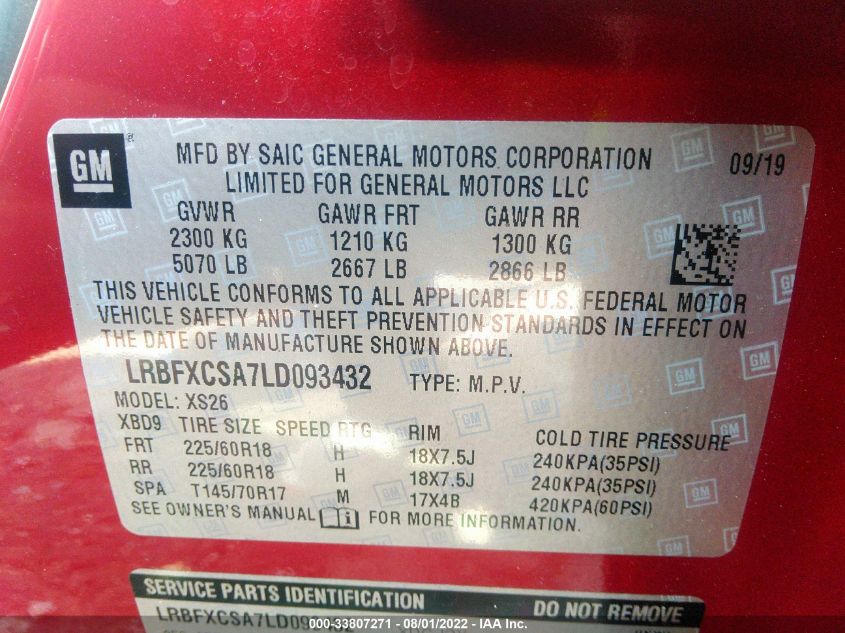 GM
MFD BY SAIC GENERAL MOTORS CORPORATION 09/19
LIMITED FOR GENERAL MOTORS LLC
GVWR GAWR FRT GAWR RR
2300 KG 1210 KG 1300 KG
5070 LB 2667 LB 2866 LB
THIS VEHICLE CONFORMS TO ALL APPLICABLE U.S. FEDERAL MOTOR
VEHICLE SAFETY AND THEFT PREVENTION STANDARDS IN EFFECT ON
THE DATE OF MANUFACTURE SHOWN ABOVE.
LRBFXCSA7LD093432 TYPE: M.P.V.
MODEL: XS26
XBD9 TIRE SIZE SPEED RTG RIM COLD TIRE PRESSURE
FRT 225/60R18 H 18X7.5J 240KPA(35PSI)
RR 225/60R18 H 18X7.5J 240KPA(35PSI)
SPA T145/70R17 M 17X4B 420KPA(60PSI)
SEE OWNER'S MANUAL FOR MORE INFORMATION.
SERVICE PARTS IDENTIFICATION DO NOT REMOVE
LRBFXCSA7LD093432
000-33807271 - 08/01/2022 - IAA Inc.